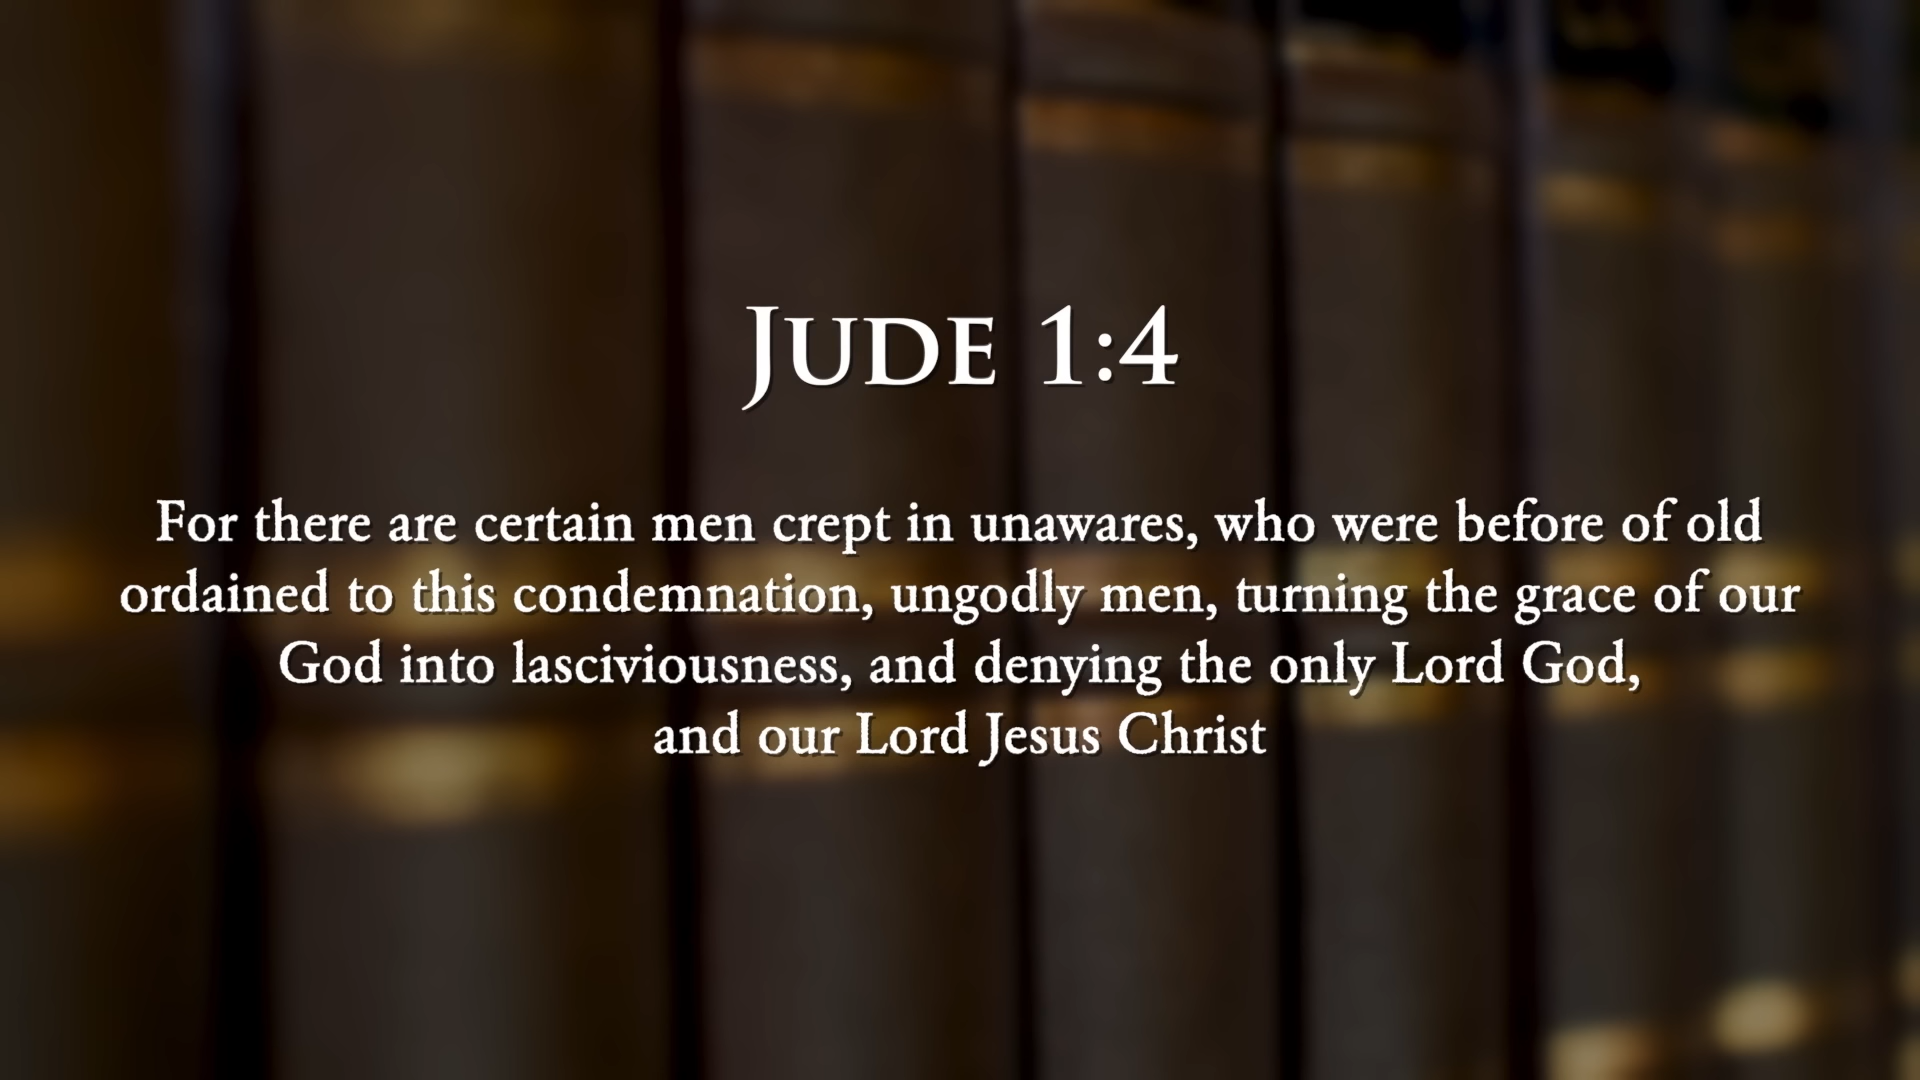 Jude 1:4
For there are certain men crept in unawares, who were before of old
ordained to this condemnation, ungodly men, turning the grace of our
God into lasciviousness, and denying the only Lord God,
and our Lord Jesus Christ